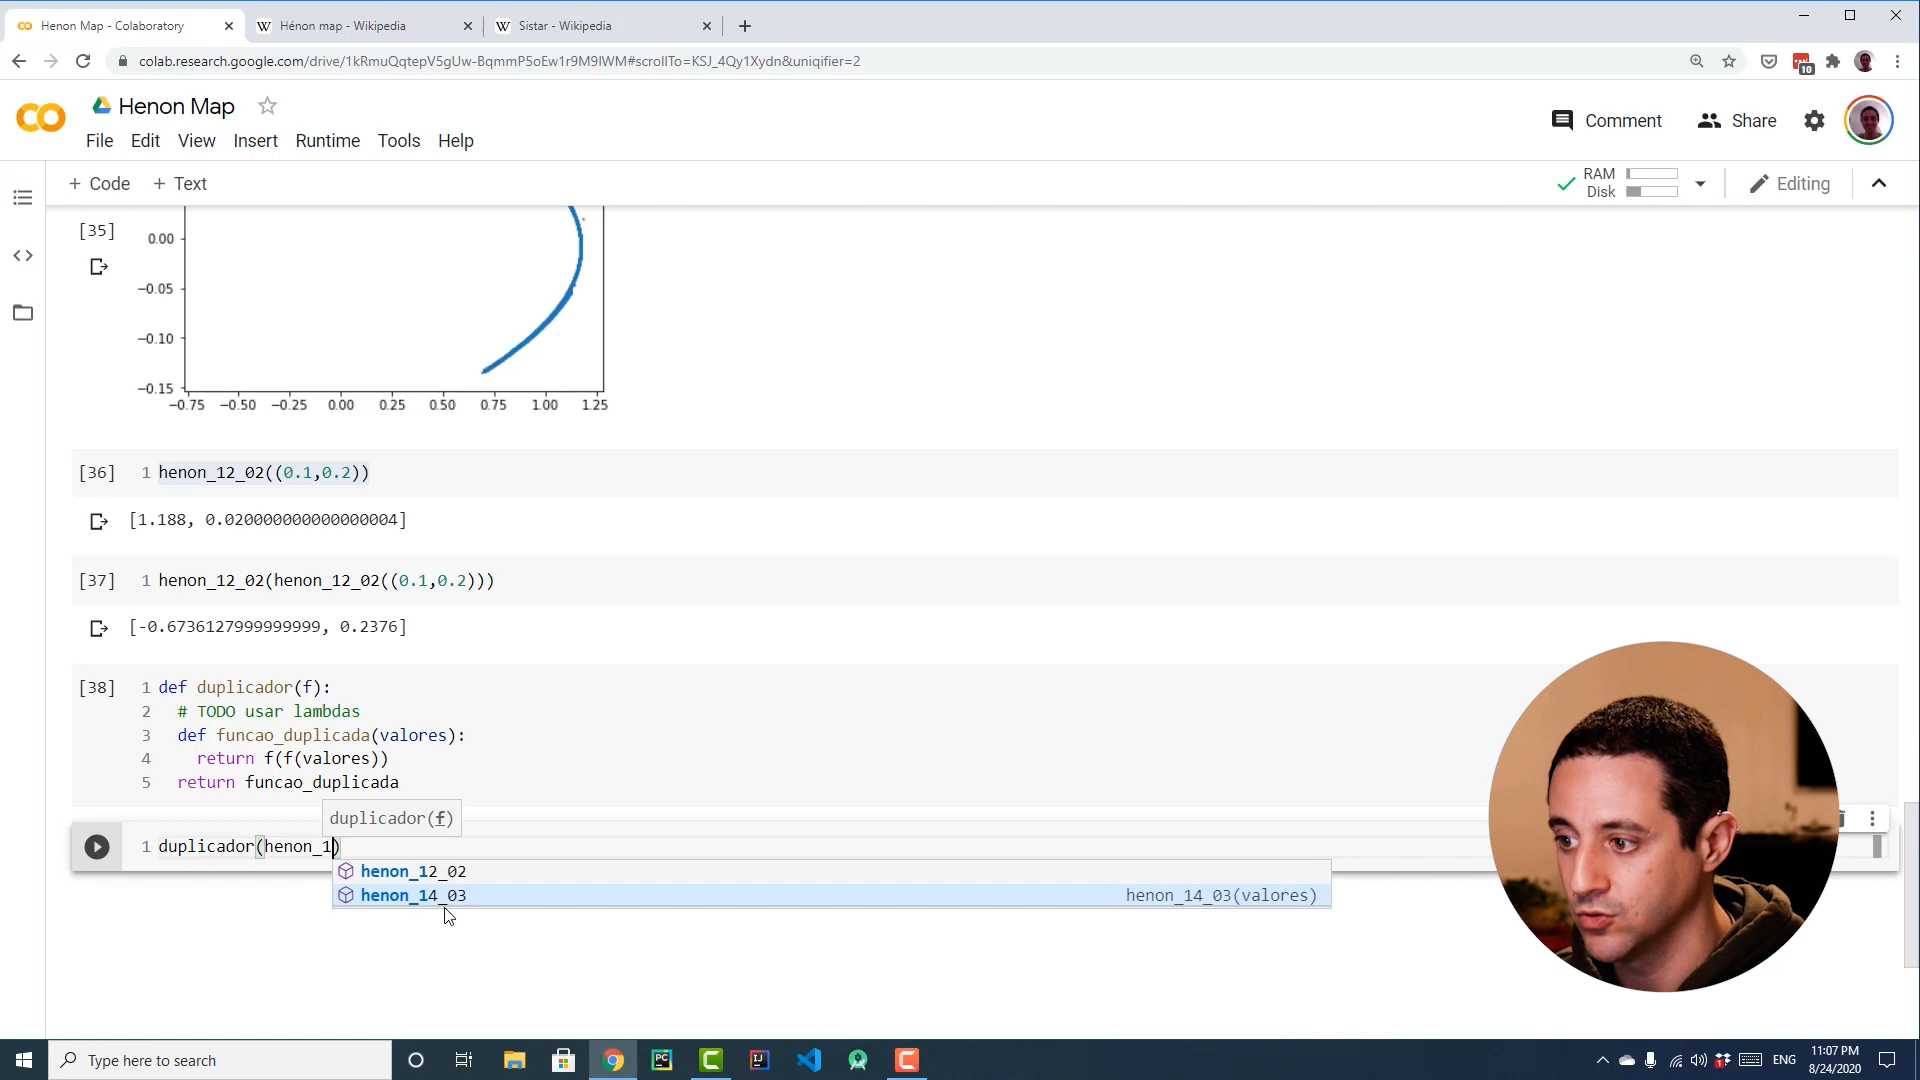 Henon Map - Colaboratory
Hénon map - Wikipedia
Sistar - Wikipedia
colab.research.google.com/drive/1kRmuQqtepV5gUw-BqmmP5oEw1r9M9IWM#scrollTo=KSJ_4Qy1Xydn&uniqifier=2
10
Henon Map
Comment
Share
File Edit View Insert Runtime Tools Help
+ Code + Text
RAM
Disk
Editing
[35]
0.00
−0.05
−0.10
−0.15
−0.75 −0.50 −0.25 0.00 0.25 0.50 0.75 1.00 1.25
[36] 1 henon_12_02((0.1,0.2))
[1.188, 0.020000000000000004]
[37] 1 henon_12_02(henon_12_02((0.1,0.2)))
[-0.6736127999999999, 0.2376]
[38] 1 def duplicador(f):
2 # TODO usar lambdas
3 def funcao_duplicada(valores):
4 return f(f(valores))
5 return funcao_duplicada
duplicador(f)
1 duplicador(henon_1)
henon_12_02
henon_14_03 henon_14_03(valores)
Type here to search
PC
IJ
1
ENG
11:07 PM
8/24/2020